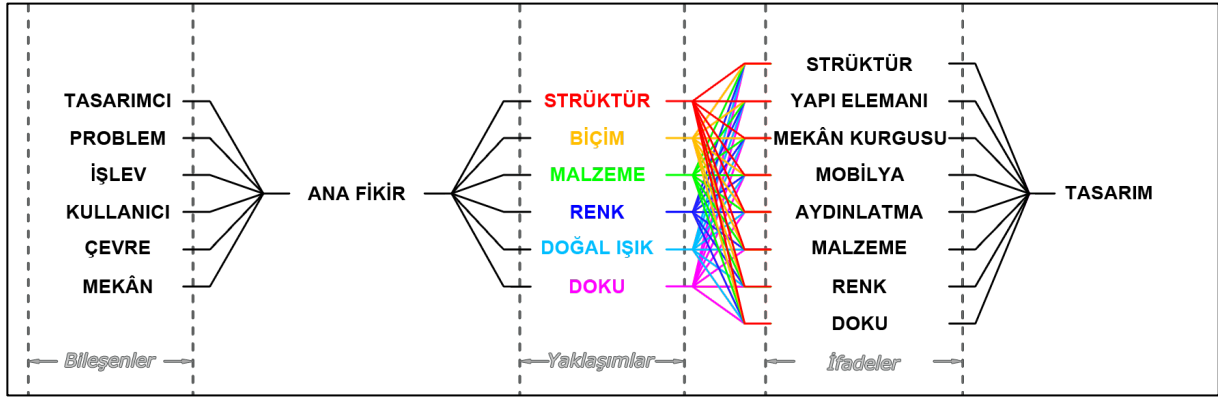 TASARIMCI
PROBLEM
İŞLEV
KULLANICI
ÇEVRE
MEKÂN
Bileşenler
ANA FİKİR
STRÜKTÜR
BİÇİM
MALZEME
RENK
DOĞAL IŞIK
DOKU
Yaklaşımlar
STRÜKTÜR
YAPI ELEMANI
MEKÂN KURGUSU
MOBİLYA
AYDINLATMA
MALZEME
RENK
DOKU
İfadeler
TASARIM